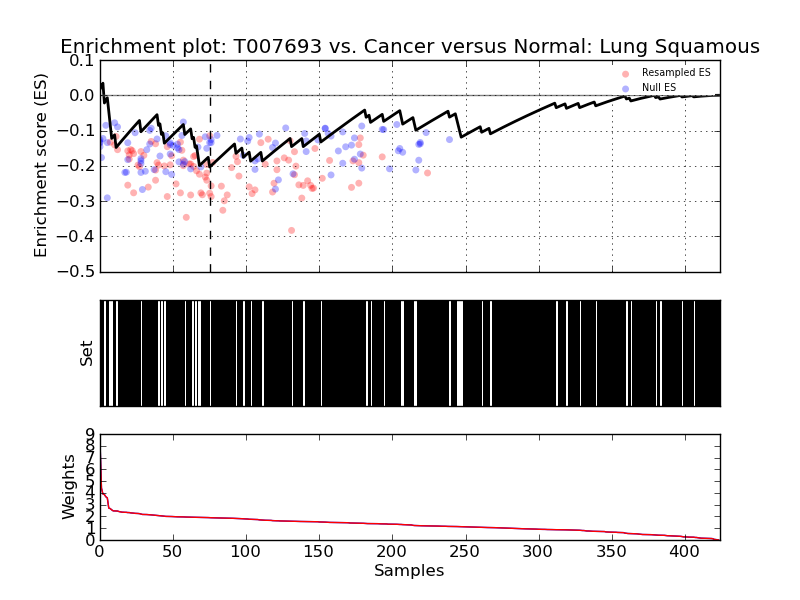 Enrichment plot: T007693 vs. Cancer versus Normal: Lung Squamous
0.1
0.0
−0.1
−0.2
−0.3
−0.4
−0.5
Enrichment score (ES)
Resampled ES
Null ES
Set
9
8
7
6
5
4
3
2
1
0
Weights
0 50 100 150 200 250 300 350 400
Samples